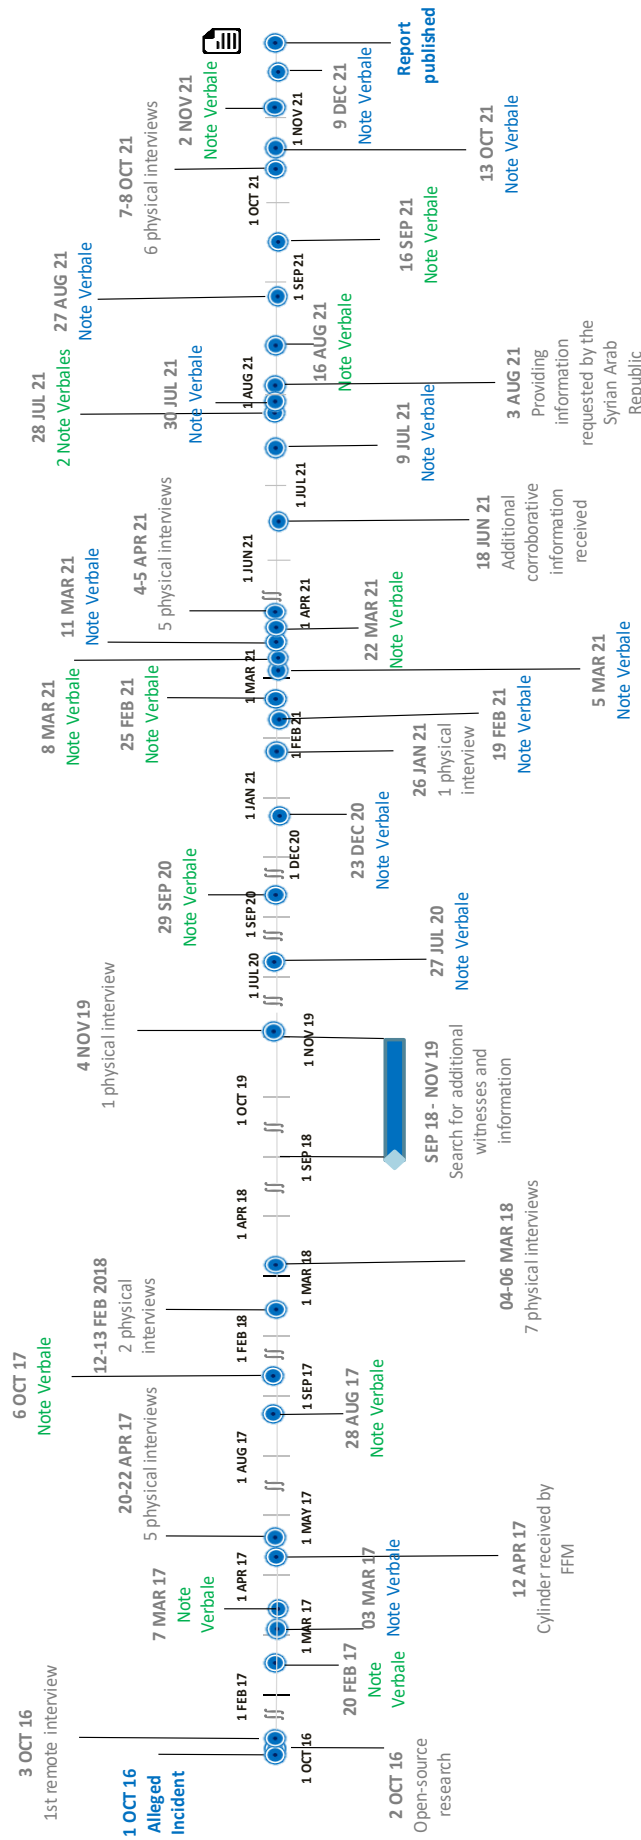 3 OCT 16
1st remote interview
1 OCT 16
Alleged
Incident
2 OCT 16
Open-source
research
1 OCT 16
1 FEB 17
20 FEB 17
Note
Verbale
1 MAR 17
03 MAR 17
Note Verbale
7 MAR 17
Note
Verbale
1 APR 17
12 APR 17
Cylinder received by
FFM
20-22 APR 17
5 physical interviews
1 MAY 17
1 AUG 17
28 AUG 17
Note Verbale
1 SEP 17
6 OCT 17
Note Verbale
1 FEB 18
12-13 FEB 2018
2 physical
interviews
1 MAR 18
04-06 MAR 18
7 physical interviews
1 APR 18
1 SEP 18
SEP 18 - NOV 19
Search for additional
witnesses and
information
1 OCT 19
1 NOV 19
4 NOV 19
1 physical interview
1 JUL 20
27 JUL 20
Note Verbale
1 SEP 20
29 SEP 20
Note Verbale
1 DEC 20
23 DEC 20
Note Verbale
1 JAN 21
26 JAN 21
1 physical
interview
1 FEB 21
19 FEB 21
Note Verbale
25 FEB 21
Note Verbale
1 MAR 21
5 MAR 21
Note Verbale
8 MAR 21
Note Verbale
11 MAR 21
Note Verbale
22 MAR 21
Note Verbale
1 APR 21
4-5 APR 21
5 physical interviews
1 JUN 21
18 JUN 21
Additional
corroborative
information
received
1 JUL 21
9 JUL 21
Note Verbale
28 JUL 21
2 Note Verbales
30 JUL 21
Note Verbale
1 AUG 21
3 AUG 21
Providing
information
requested by the
Syrian Arab
Republic
16 AUG 21
Note Verbale
27 AUG 21
Note Verbale
1 SEP 21
16 SEP 21
Note Verbale
1 OCT 21
7-8 OCT 21
6 physical interviews
13 OCT 21
Note Verbale
1 NOV 21
2 NOV 21
Note Verbale
9 DEC 21
Note Verbale
Report
published